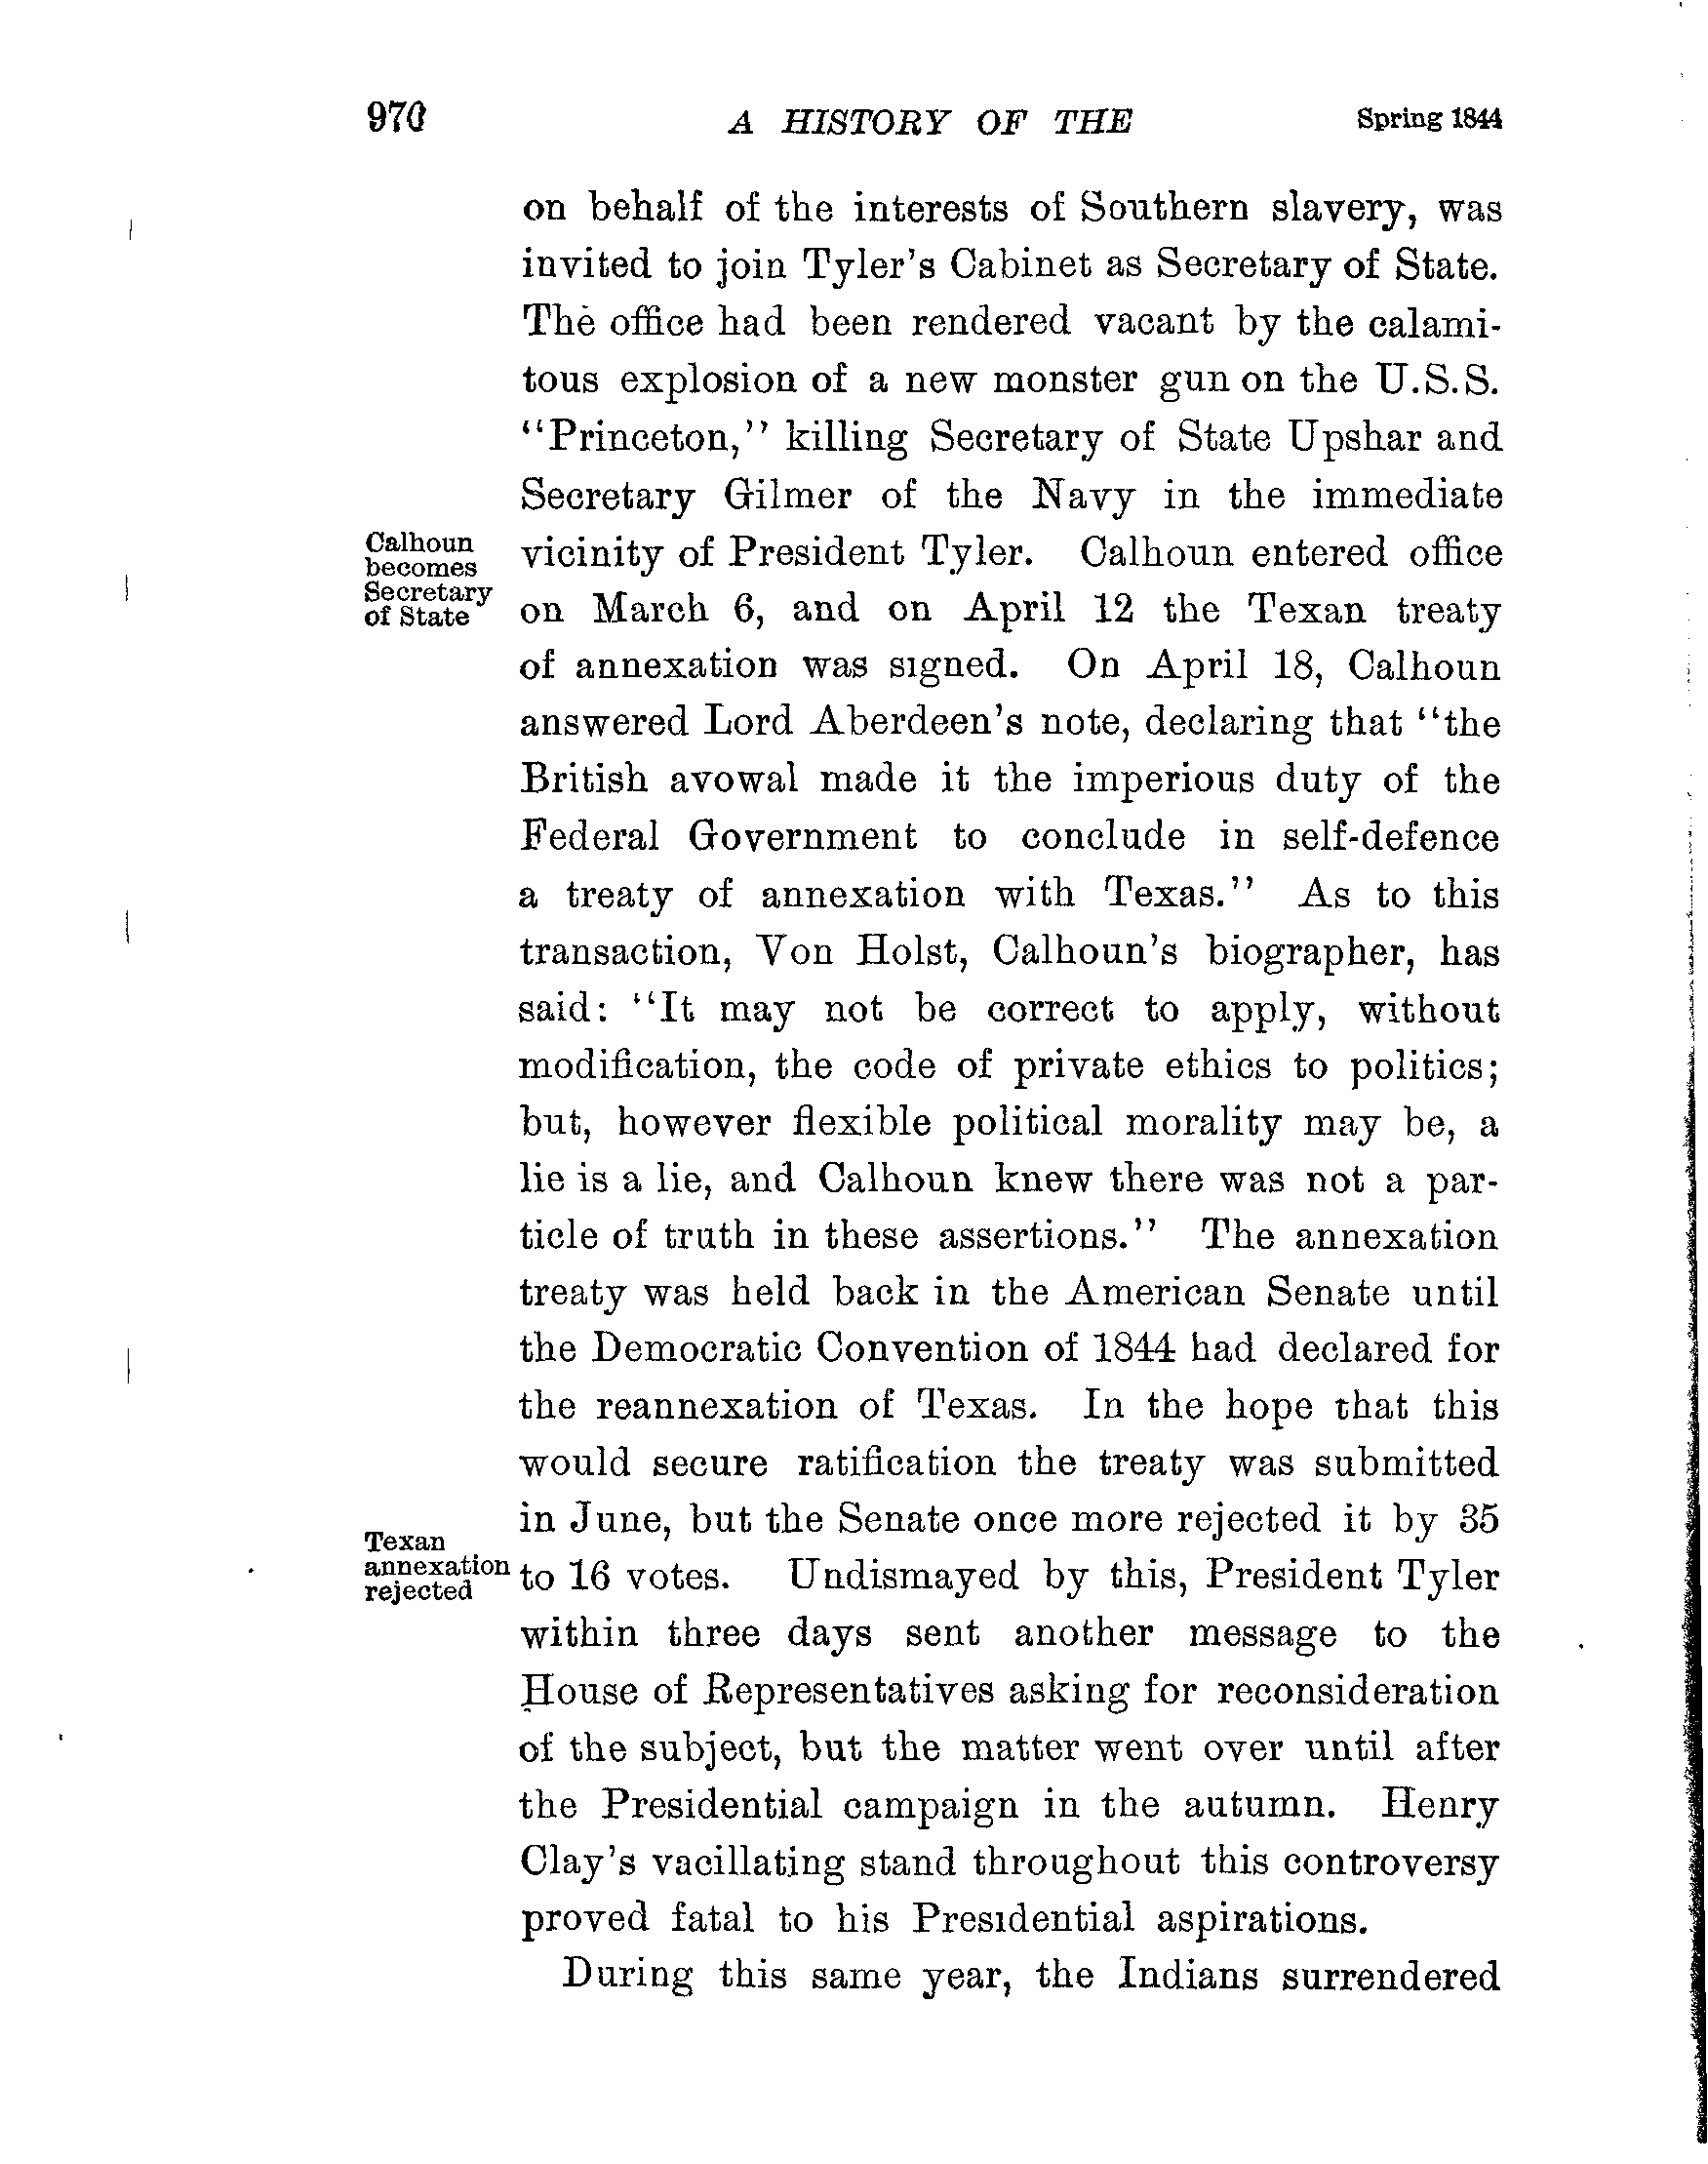 970 A HISTORY OF THE Spring 1844
on behalf of the interests of Southern slavery, was
invited to join Tyler's Cabinet as Secretary of State.
The office had been rendered vacant by the calami-
tous explosion of a new monster gun on the U.S.S.
"Princeton," killing Secretary of State Upshar and
Secretary Gilmer of the Navy in the immediate
Calhoun
becomes
Secretary
of State
vicinity of President Tyler. Calhoun entered office
on March 6, and on April 12 the Texan treaty
of annexation was signed. On April 18, Calhoun
answered Lord Aberdeen's note, declaring that "the
British avowal made it the imperious duty of the
Federal Government to conclude in self-defence
a treaty of annexation with Texas." As to this
transaction, Von Holst, Calhoun's biographer, has
said: "It may not be correct to apply, without
modification, the code of private ethics to politics;
but, however flexible political morality may be, a
lie is a lie, and Calhoun knew there was not a par-
ticle of truth in these assertions." The annexation
treaty was held back in the American Senate until
the Democratic Convention of 1844 had declared for
the reannexation of Texas. In the hope that this
would secure ratification the treaty was submitted
in June, but the Senate once more rejected it by 35
Texan
annexation
rejected
to 16 votes. Undismayed by this, President Tyler
within three days sent another message to the
House of Representatives asking for reconsideration
of the subject, but the matter went over until after
the Presidential campaign in the autumn. Henry
Clay's vacillating stand throughout this controversy
proved fatal to his Presidential aspirations.
During this same year, the Indians surrendered